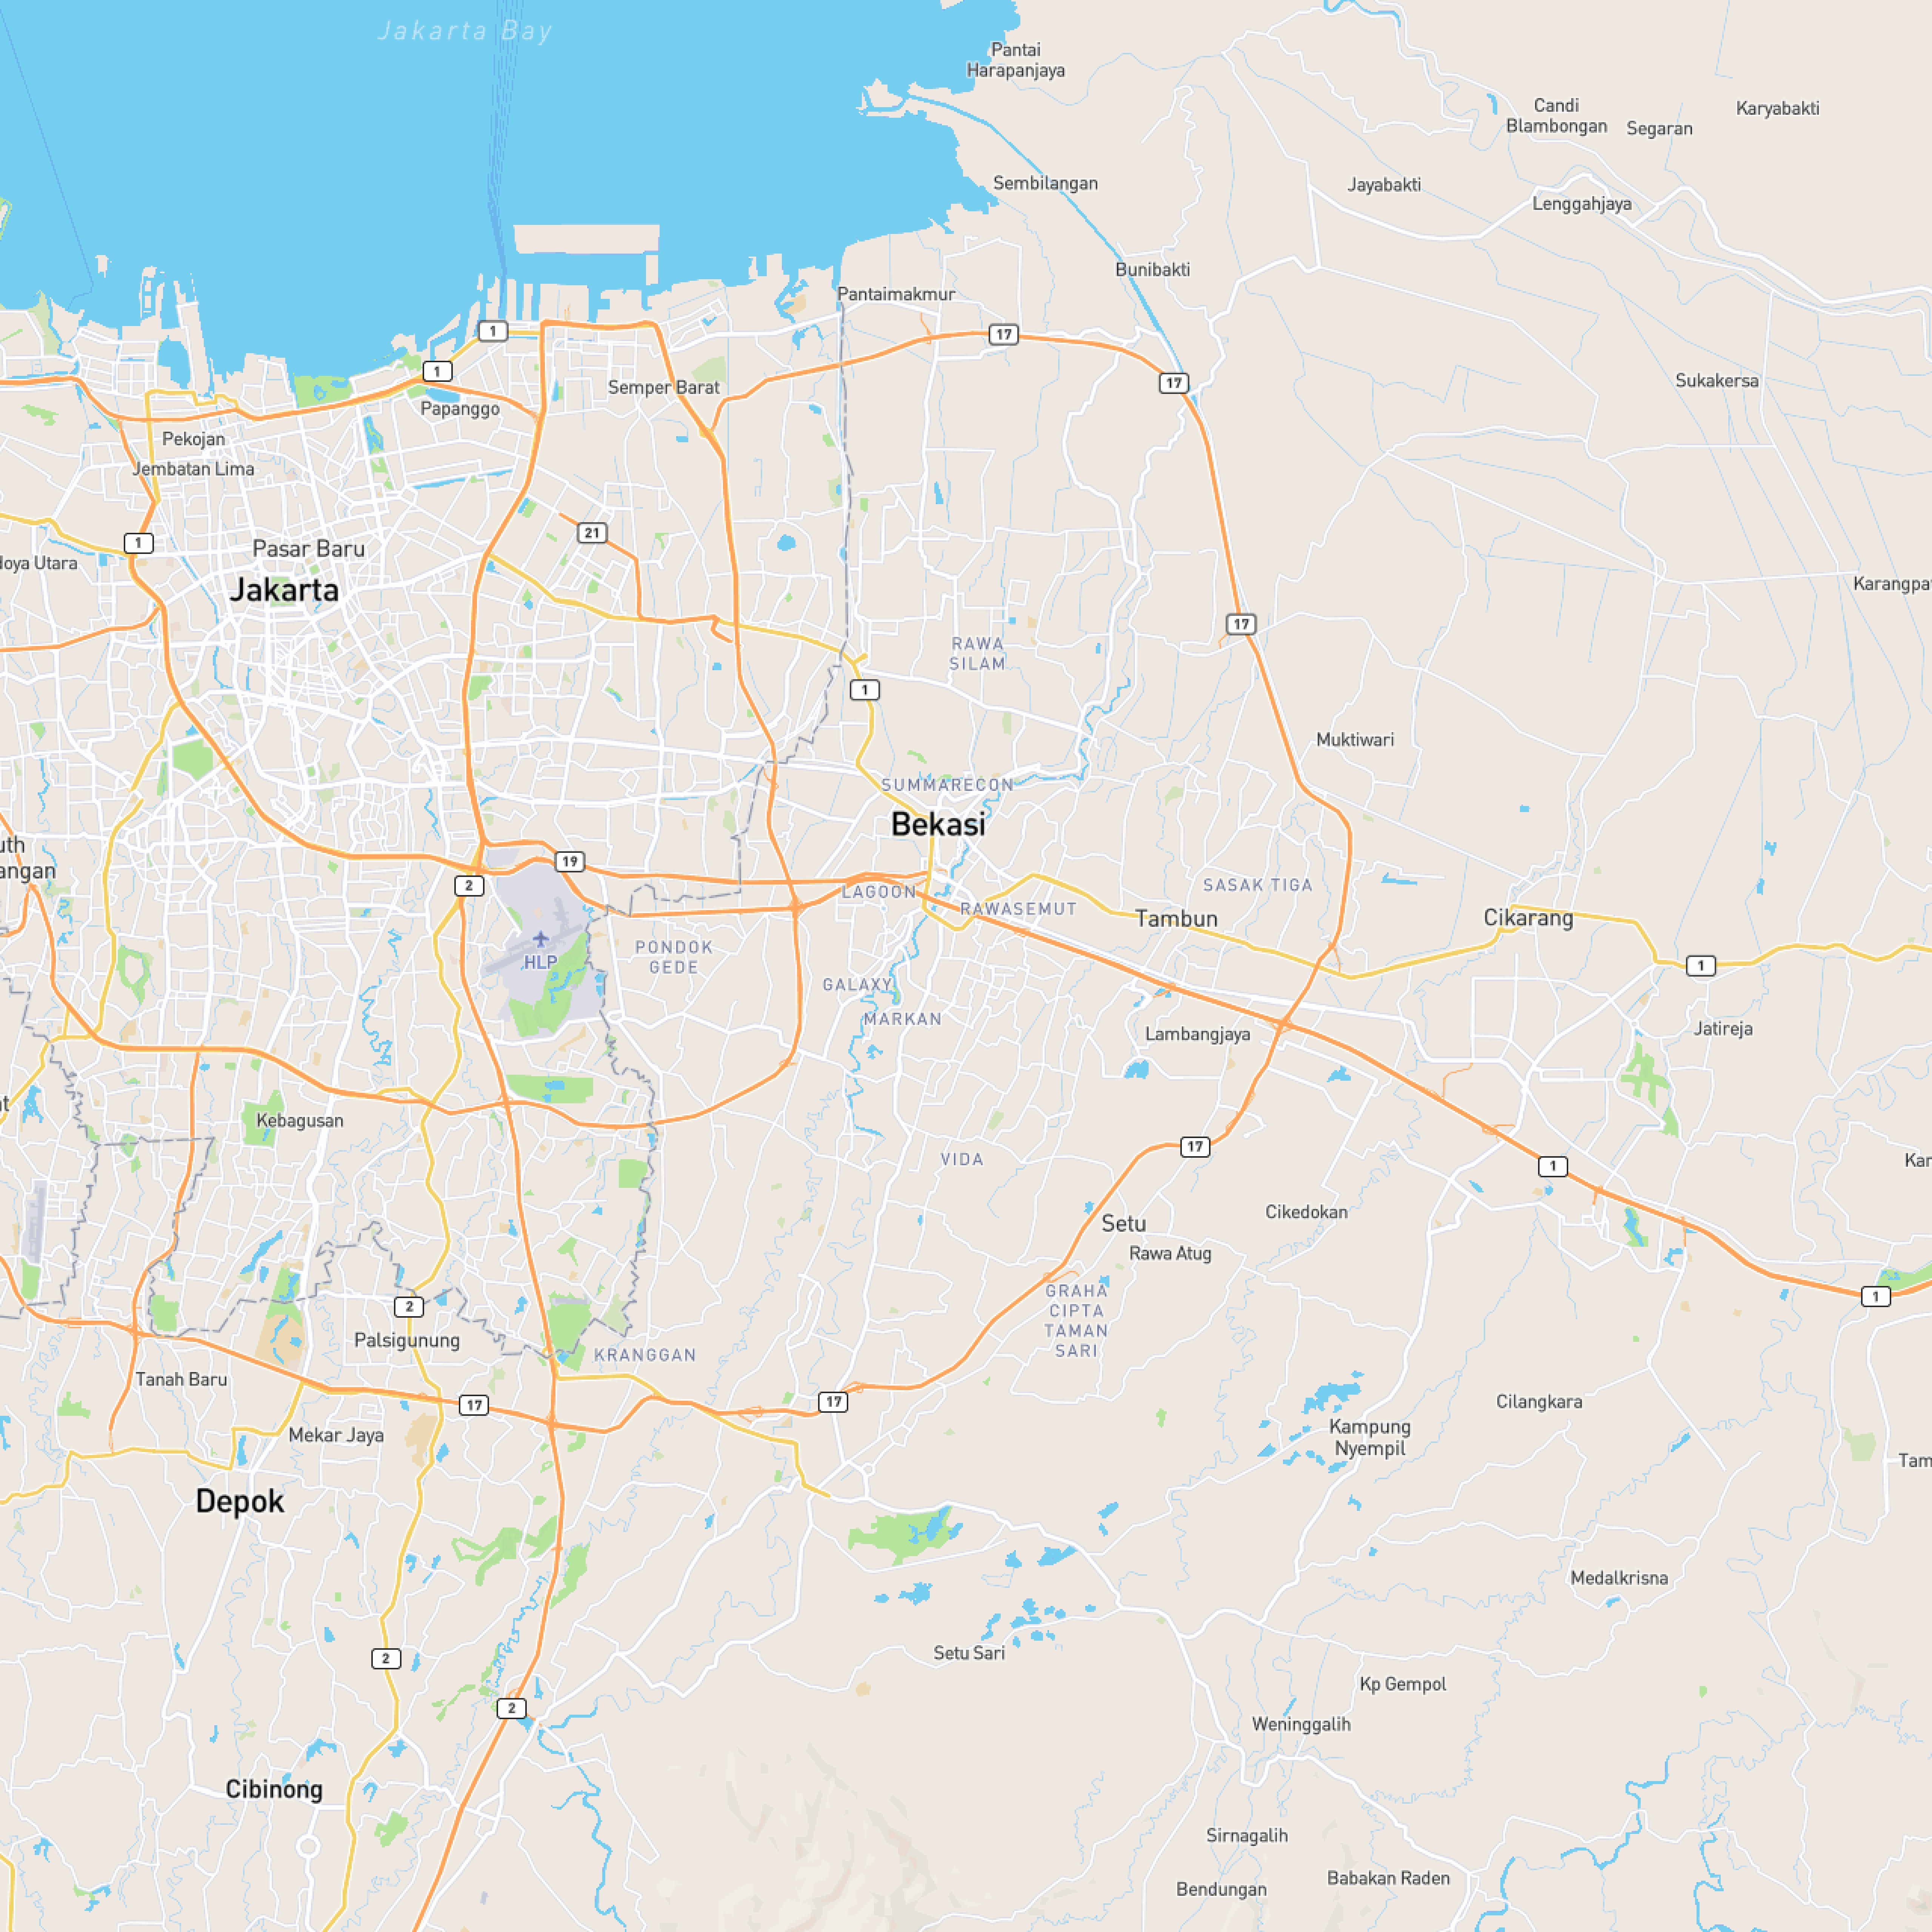 Jakarta Bay
Pantai
Harapanjaya
Candi
Blambongan
Segaran
Karyabakti
Sembilangan
Jayabakti
Lenggahjaya
Bunibakti
Pantaimakmur
1
17
1
17
Semper Barat
Papanggo
Sukakersa
Pekojan
Jembatan Lima
21
1
Pasar Baru
doya Utara
Jakarta
Karangpa
17
RAWA
SILAM
1
Muktiwari
SUMMARECON
Bekasi
uth
angan
19
2
LAGOON
SASAK TIGA
RAWASEMUT
Tambun
Cikarang
PONDOK
GEDE
HLP
1
GALAXY
MARKAN
Lambangjaya
Jatireja
at
Kebagusan
17
VIDA
1
Kar
Setu
Cikedokan
Rawa Atug
GRAHA
CIPTA
TAMAN
SARI
1
2
Palsigunung
KRANGGAN
Tanah Baru
17
17
Cilangkara
Mekar Jaya
Kampung
Nyempil
Tam
Depok
Medalkrisna
Setu Sari
2
Kp Gempol
2
Weninggalih
Cibinong
Sirnagalih
Babakan Raden
Bendungan